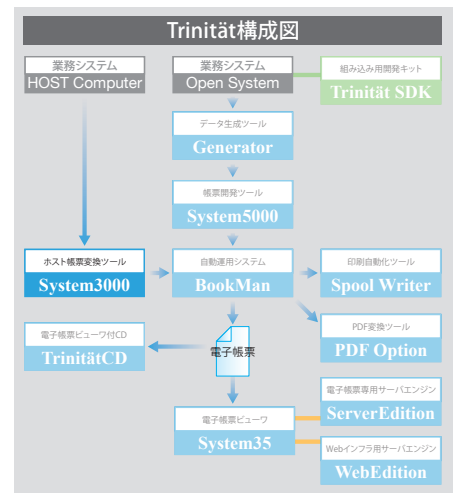 Trinität構成図
業務システム
HOST Computer
業務システム
Open System
組み込み用開発キット
Trinität SDK
データ生成ツール
Generator
帳票開発ツール
System5000
ホスト帳票変換ツール
System3000
自動運用システム
BookMan
印刷自動化ツール
Spool Writer
電子帳票ビューワ付CD
TrinitätCD
電子帳票
PDF変換ツール
PDF Option
電子帳票ビューワ
System35
電子帳票専用サーバエンジン
ServerEdition
Webインフラ用サーバエンジン
WebEdition